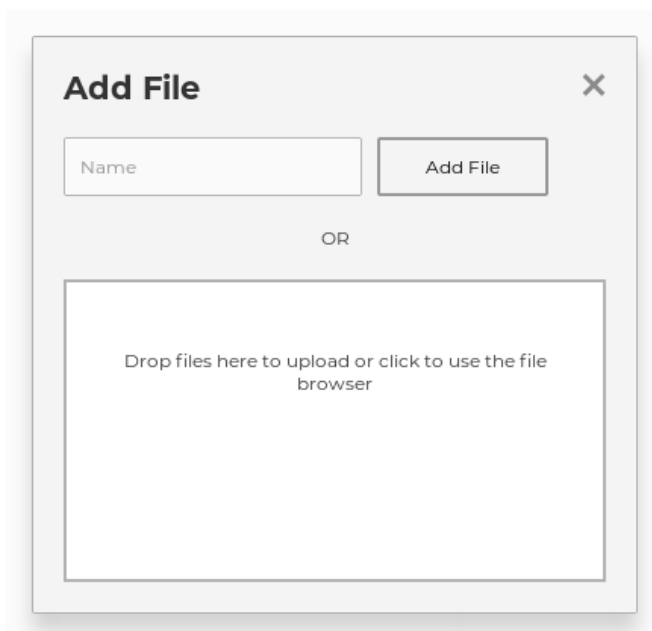 Add File
Name
Add File
OR
Drop files here to upload or click to use the file
browser